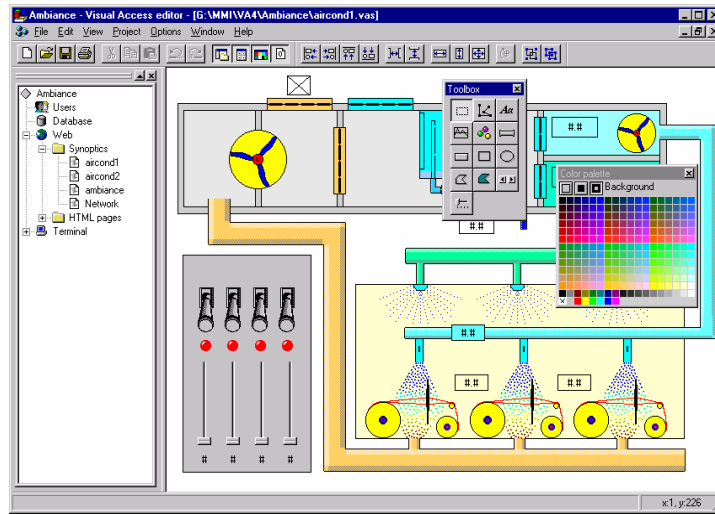 Ambiance - Visual Access editor - [G:\MMI\VA4\Ambiance\aircond1.vas]
File Edit View Project Options Window Help
Ambiance
Users
Database
Web
Synoptics
aircond1
aircond2
ambiance
Network
HTML pages
Terminal
Toolbox
Aa
#.#
Color palette
Background
#.#
#.#
#.# #.#
# # # #
x:1, y:226